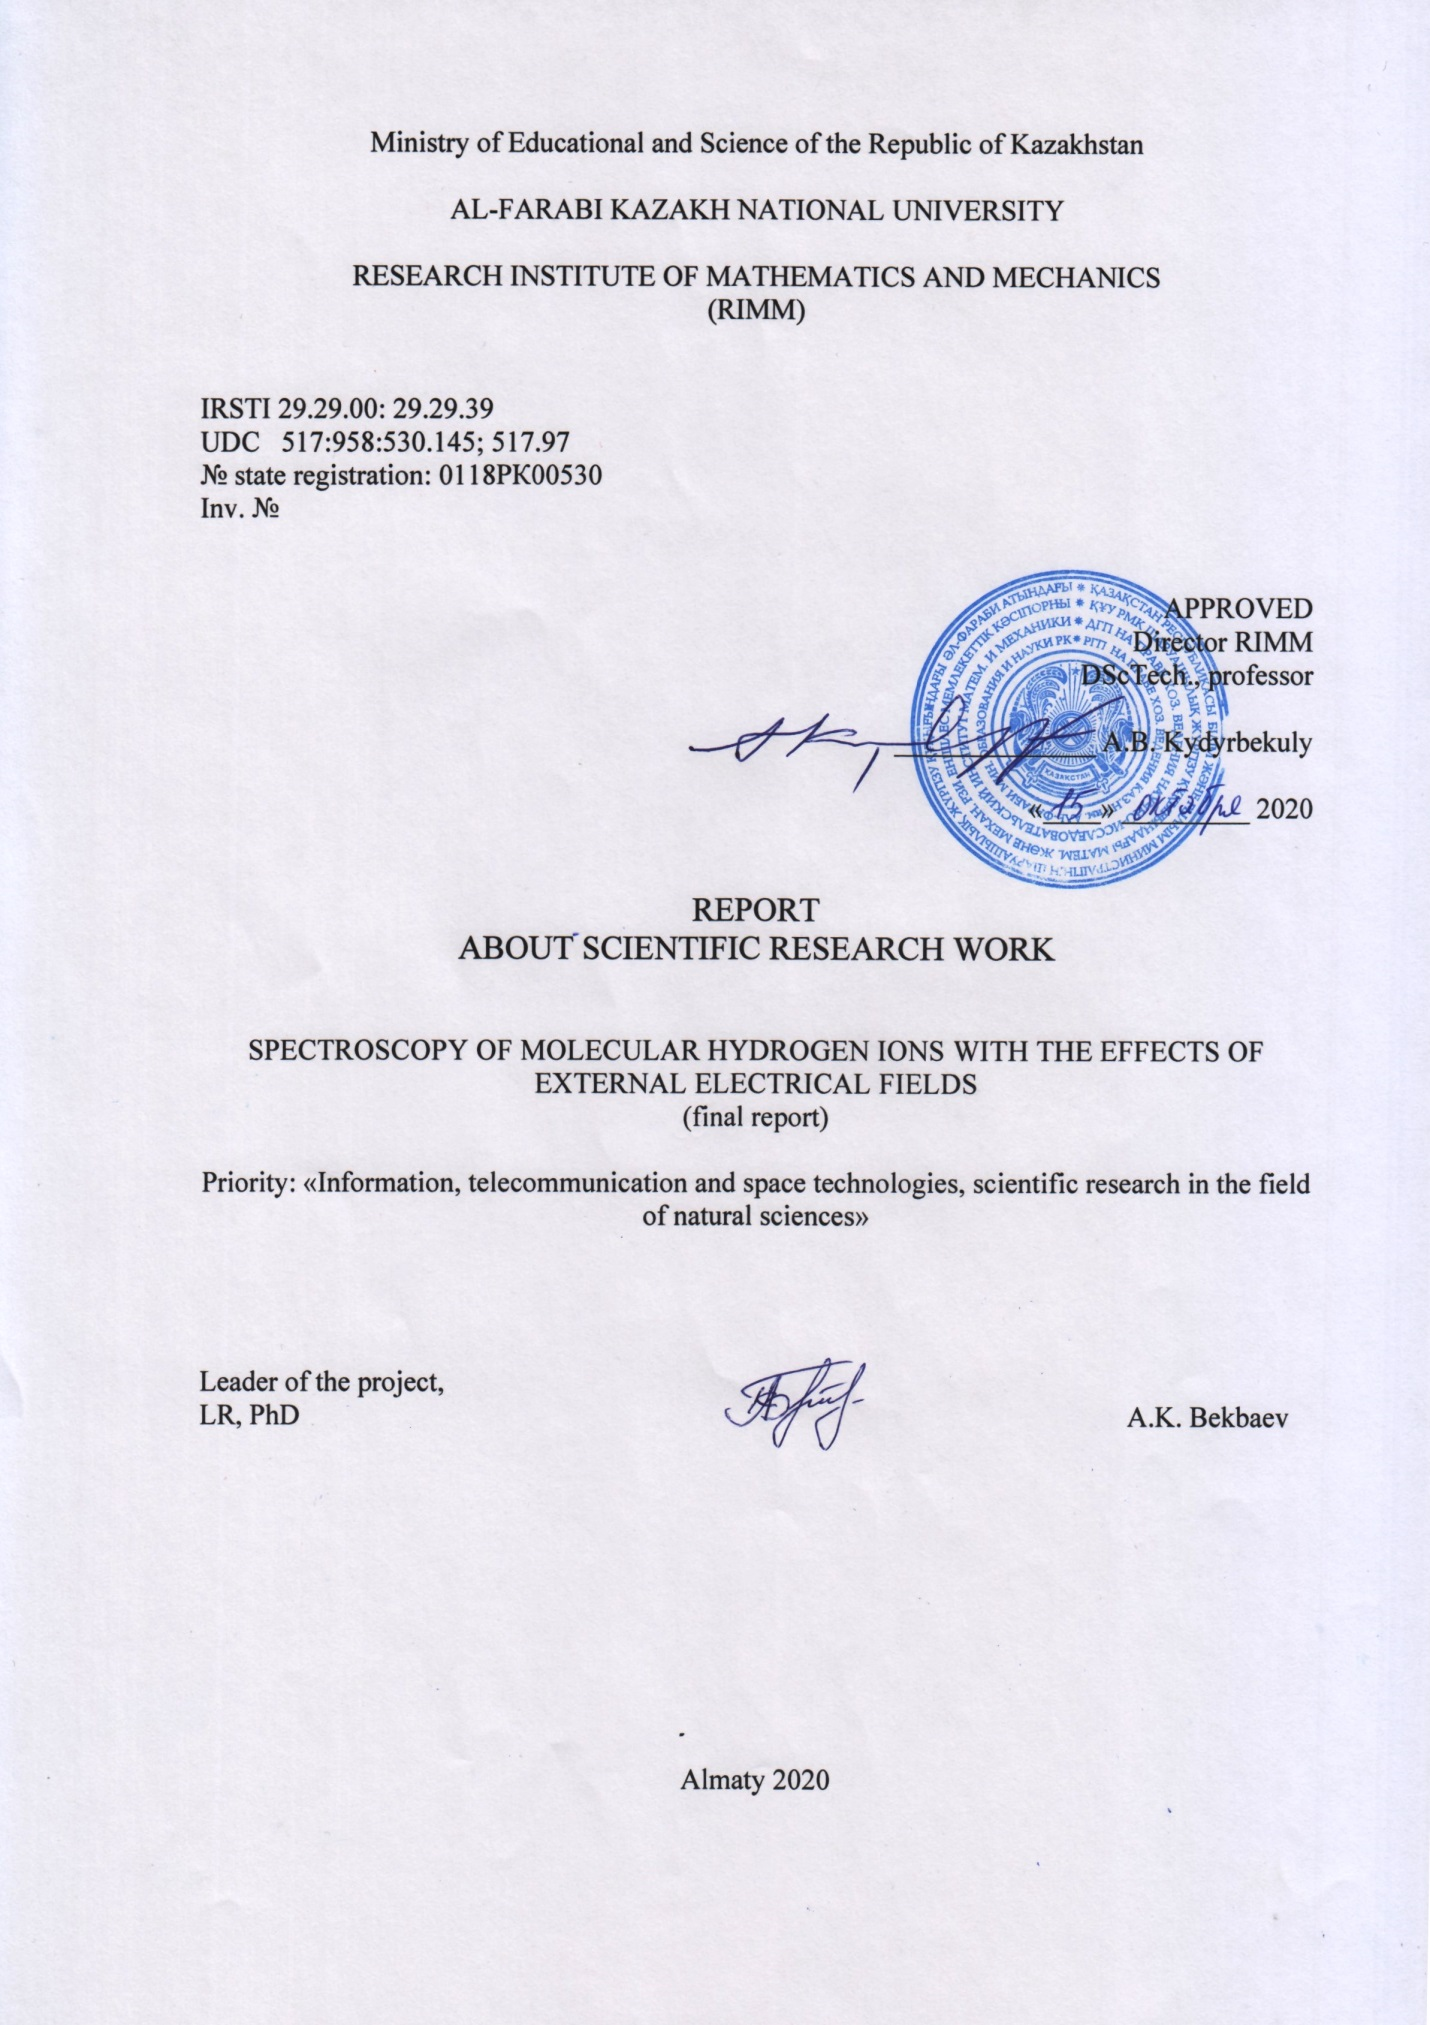 Ministry of Educational and Science of the Republic of Kazakhstan
AL-FARABI KAZAKH NATIONAL UNIVERSITY
RESEARCH INSTITUTE OF MATHEMATICS AND MECHANICS
(RIMM)
IRSTI 29.29.00: 29.29.39
UDC 517:958:530.145; 517.97
№ state registration: 0118РК00530
Inv. №
APPROVED
Director RIMM
DScTech., professor
A.B. Kydyrbekuly
«15» октября 2020
ҚАЗАҚСТАН
REPORT
ABOUT SCIENTIFIC RESEARCH WORK
SPECTROSCOPY OF MOLECULAR HYDROGEN IONS WITH THE EFFECTS OF
EXTERNAL ELECTRICAL FIELDS
(final report)
Priority: «Information, telecommunication and space technologies, scientific research in the field
of natural sciences»
Leader of the project,
LR, PhD
A.K. Bekbaev
Almaty 2020